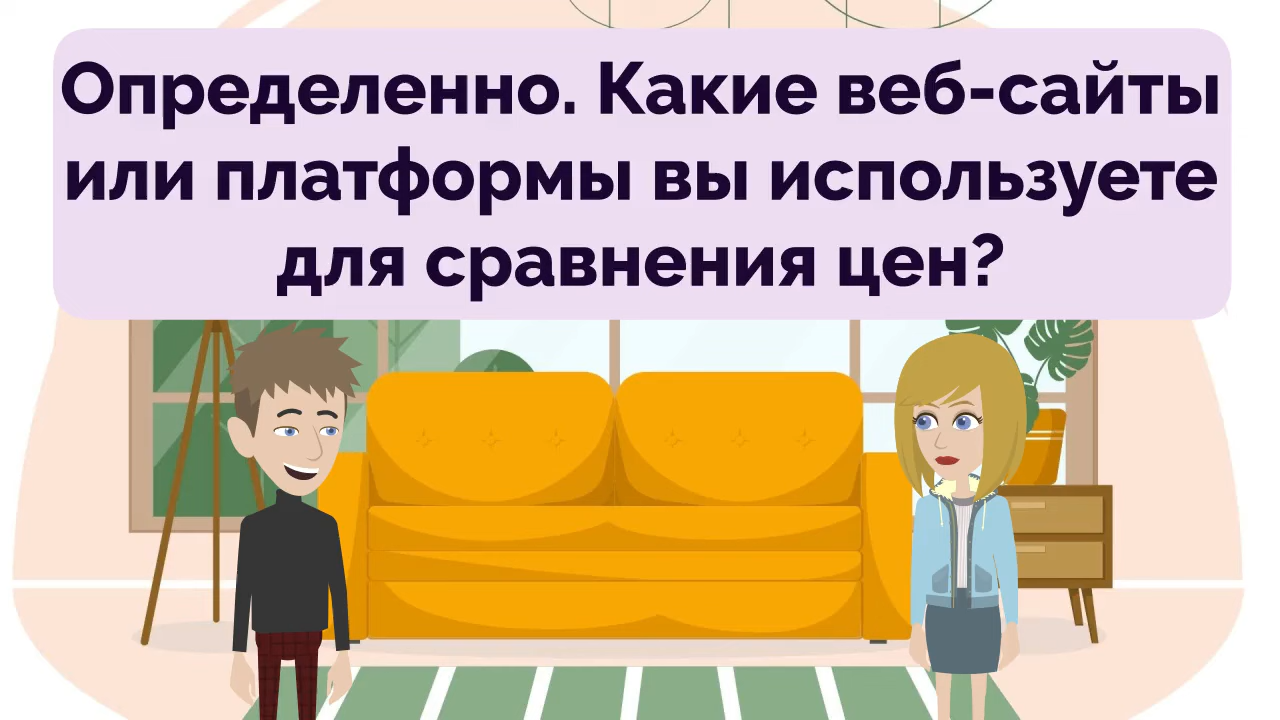 Определенно. Какие веб-сайты
или платформы вы используете
для сравнения цен?